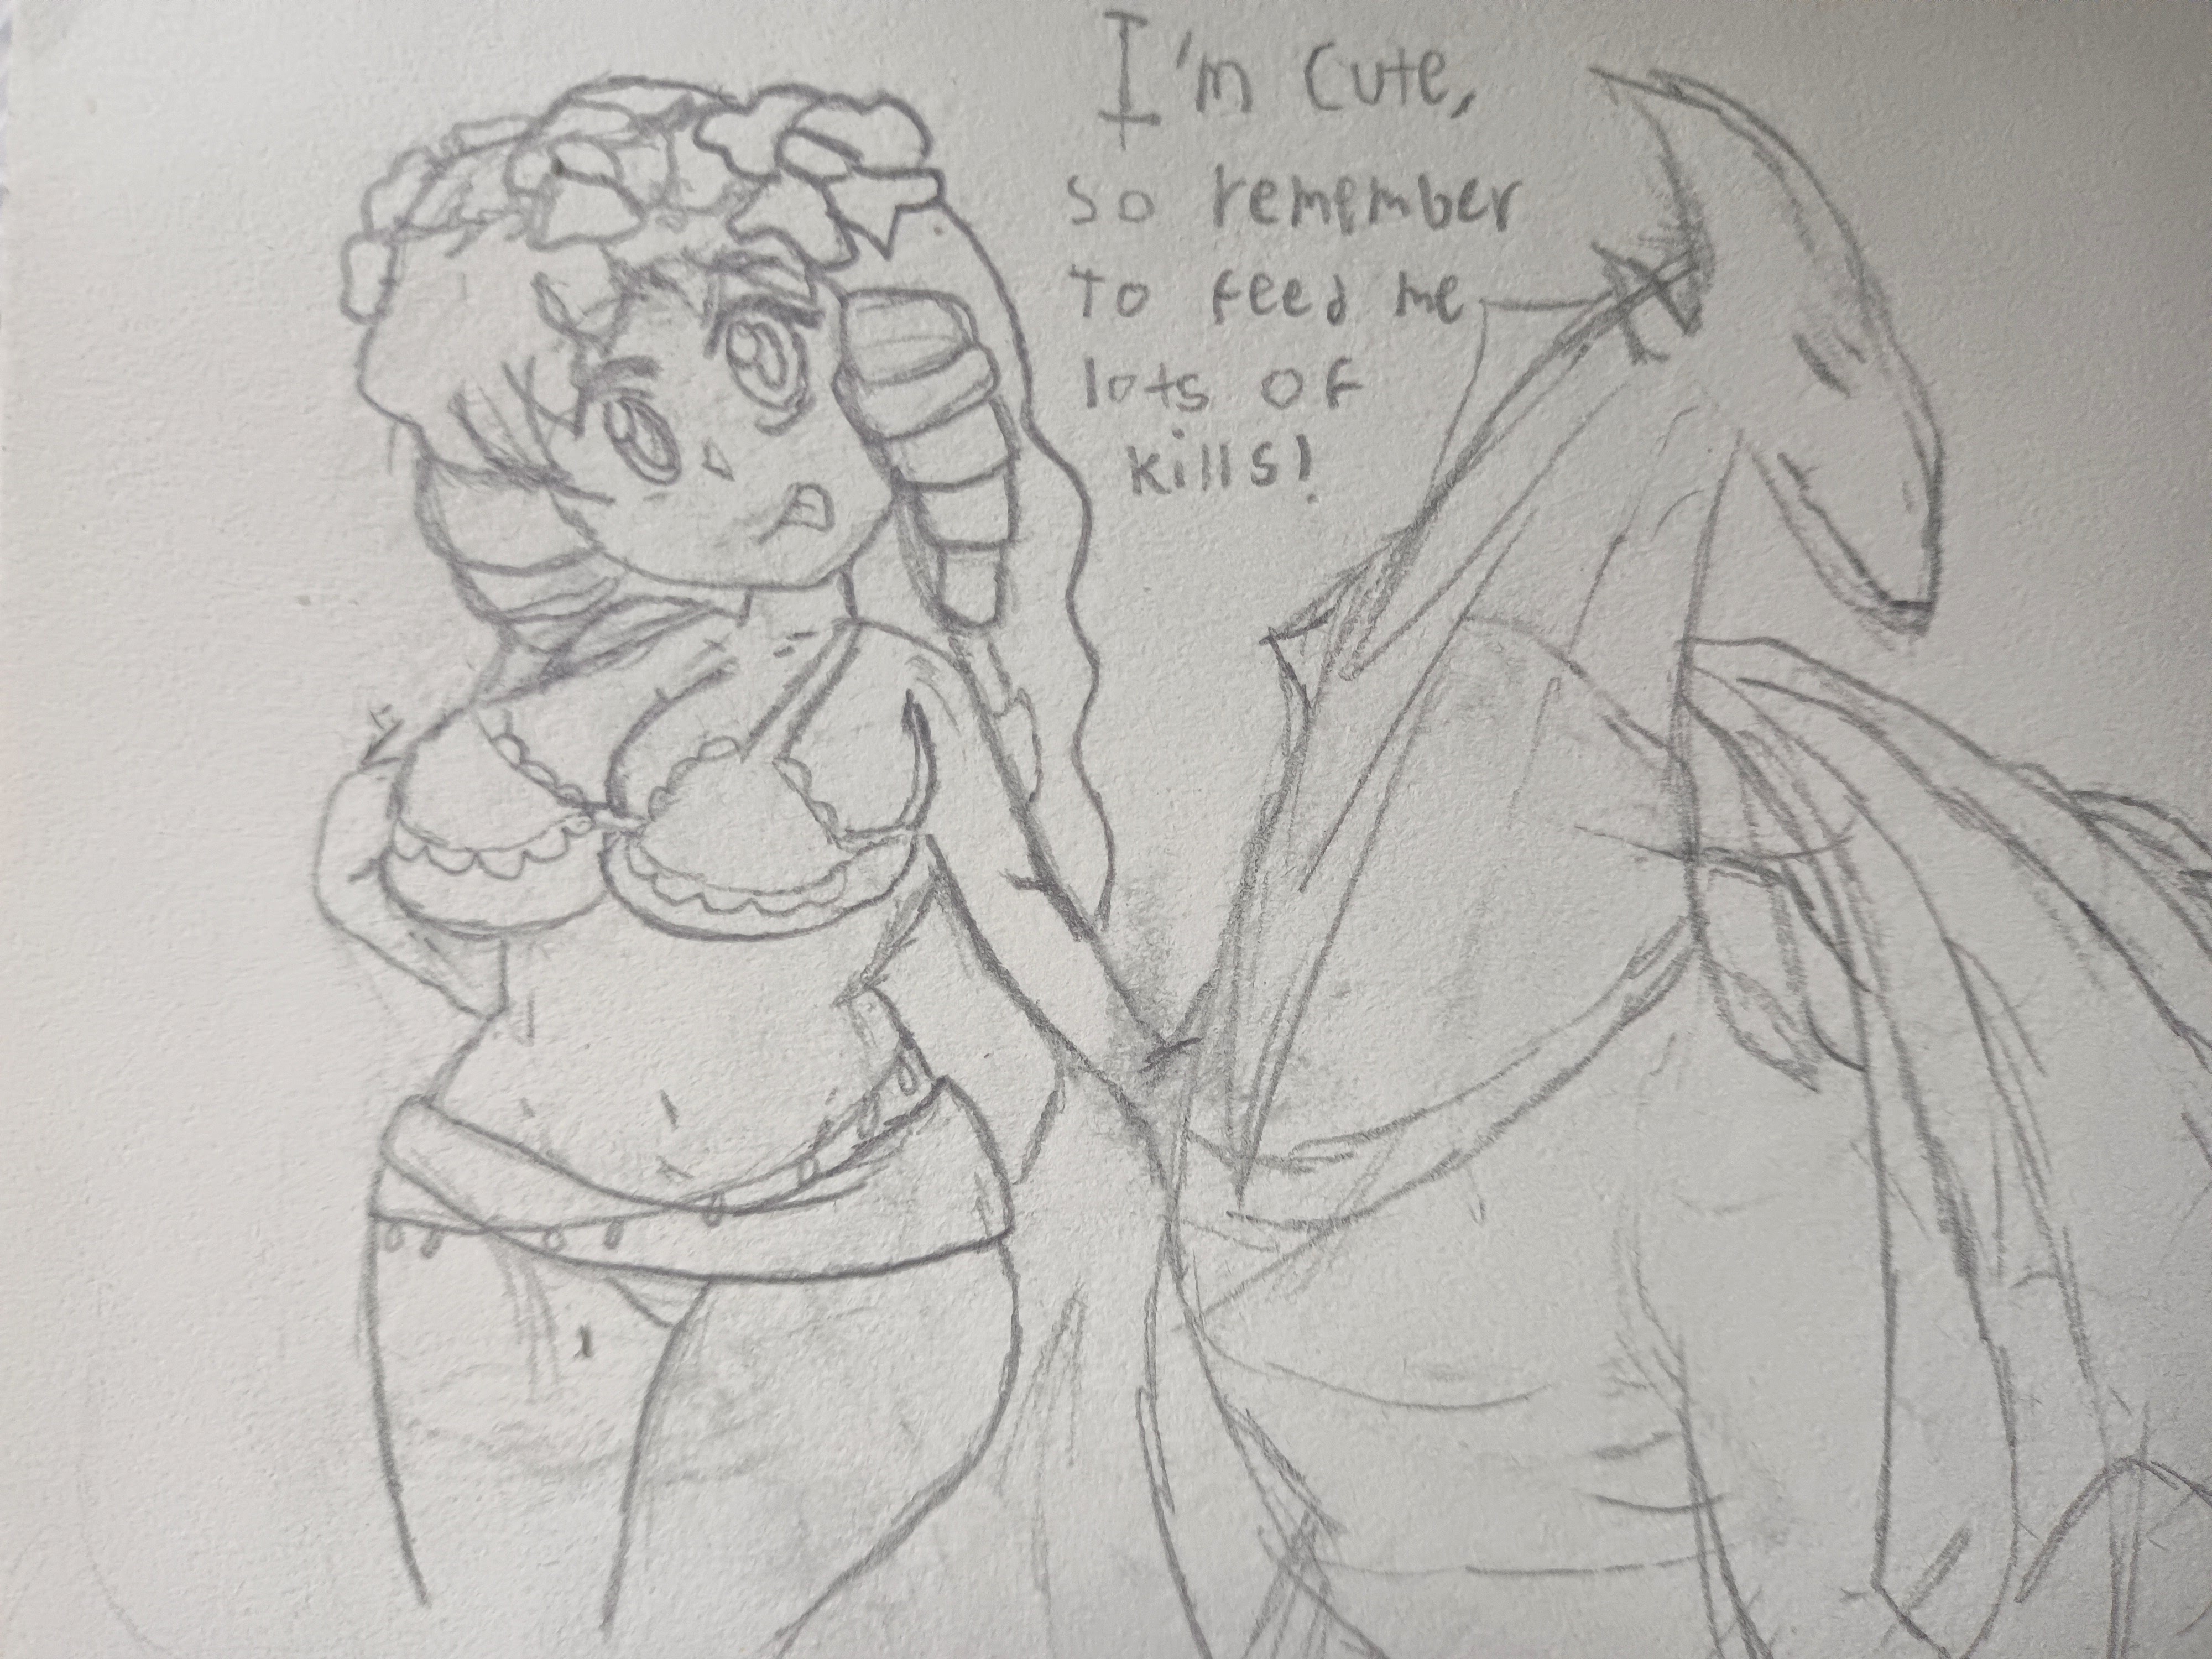 I'm cute,
so remember
to feed me
lots of
kills!